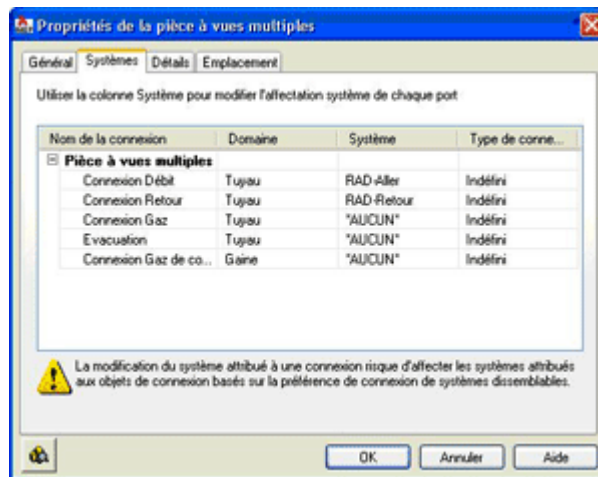 Propriétés de la pièce à vues multiples
Général Systèmes Détails Emplacement
Utiliser la colonne Système pour modifier l'affectation système de chaque port
Nom de la connexion Domaine Système Type de conne...
Pièce à vues multiples
Connexion Débit Tuyau RAD-Aller Indéfini
Connexion Retour Tuyau RAD-Retour Indéfini
Connexion Gaz Tuyau "AUCUN" Indéfini
Evacuation Tuyau "AUCUN" Indéfini
Connexion Gaz de co... Gaine "AUCUN" Indéfini
La modification du système attribué à une connexion risque d'affecter les systèmes attribués
aux objets de connexion basés sur la préférence de connexion de systèmes dissemblables.
OK Annuler Aide